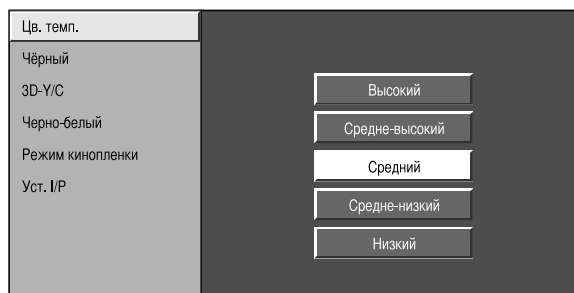 Цв. темп.
Чёрный
3D-Y/C
Черно-белый
Режим кинопленки
Уст. I/P
Высокий
Средне-высокий
Средний
Средне-низкий
Низкий